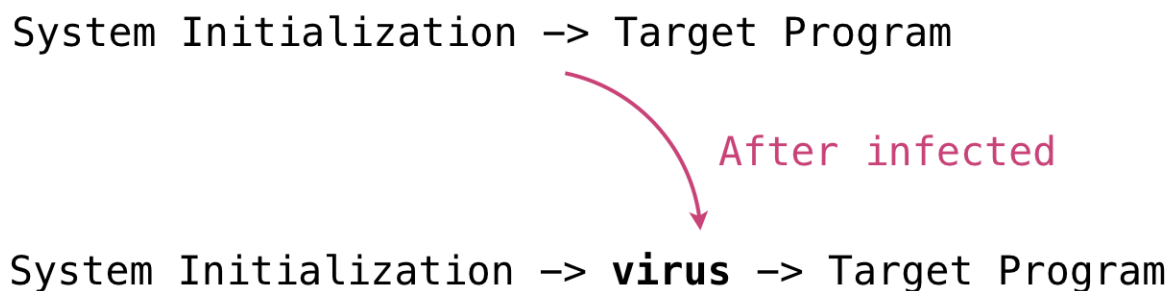 System Initialization -> Target Program
After infected
System Initialization -> virus -> Target Program